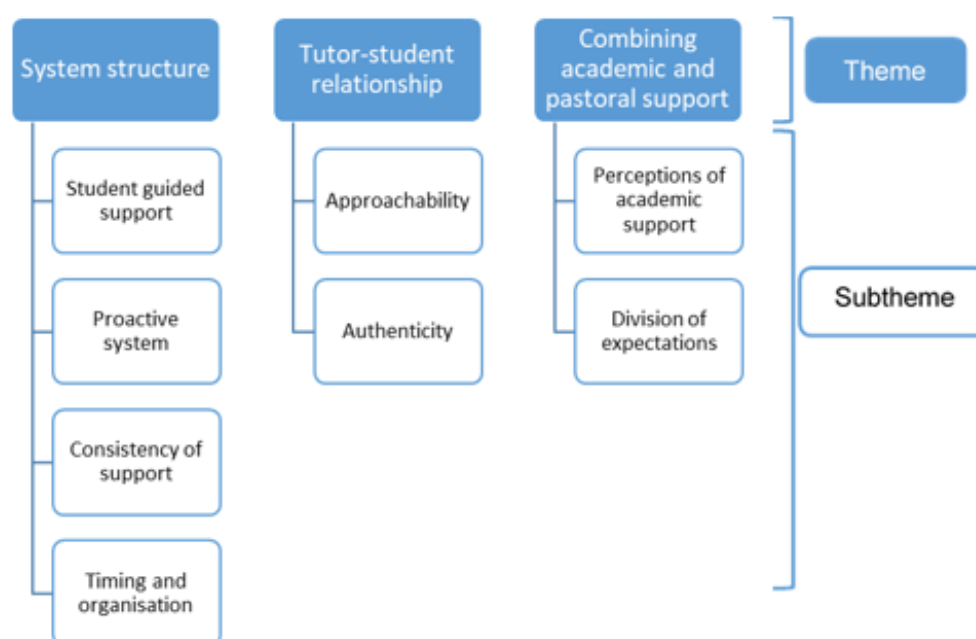 System structure
Student guided
support
Proactive
system
Consistency of
support
Timing and
organisation
Tutor-student
relationship
Approachability
Authenticity
Combining
academic and
pastoral support
Perceptions of
academic
support
Division of
expectations
Theme
Subtheme